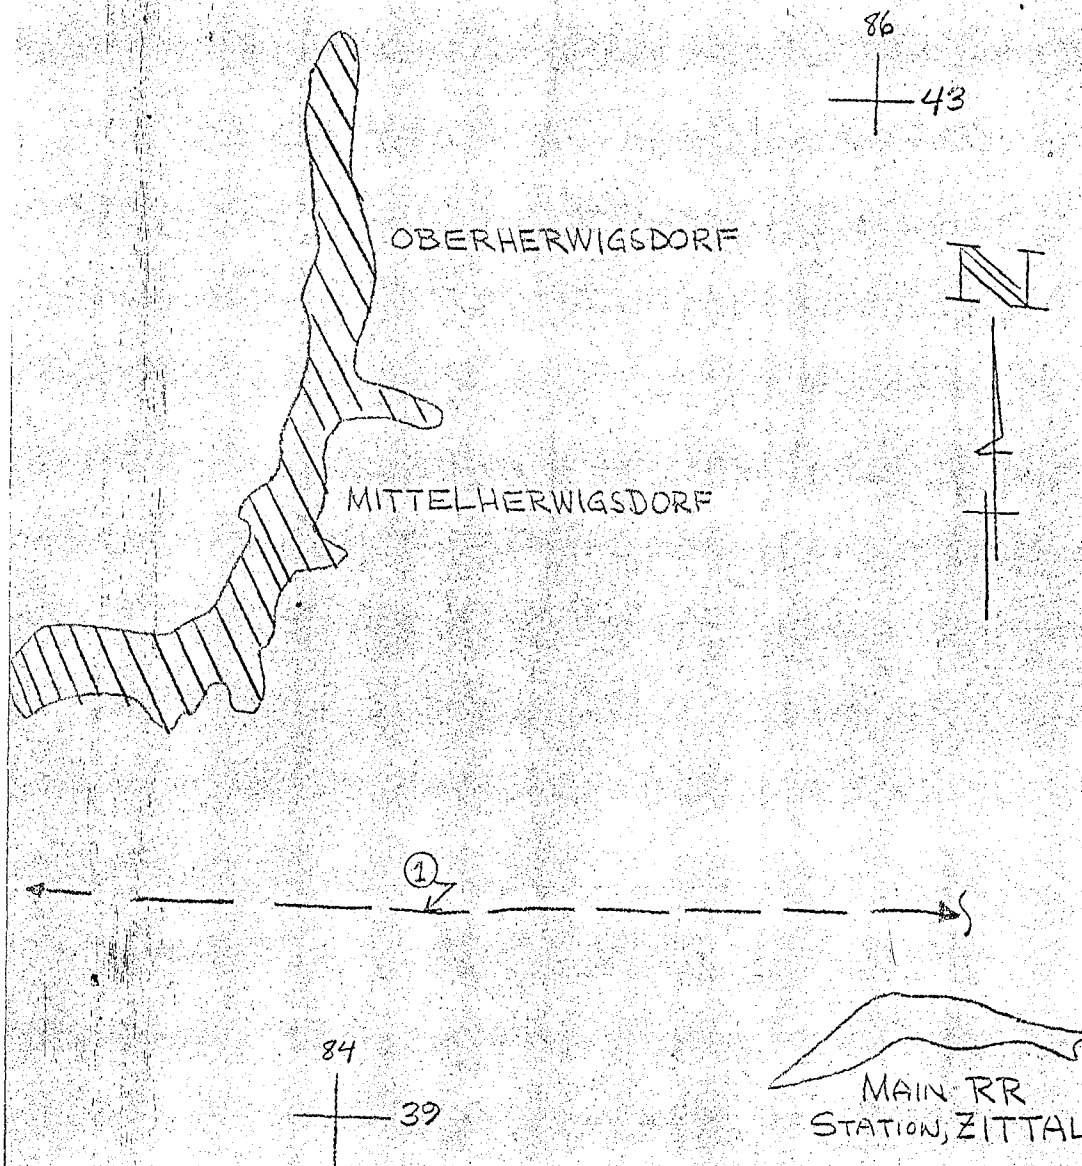 86
43
OBERHERWIGSDORF
N
MITTELHERWIGSDORF
1
84
39
MAIN RR
STATION, ZITTAU